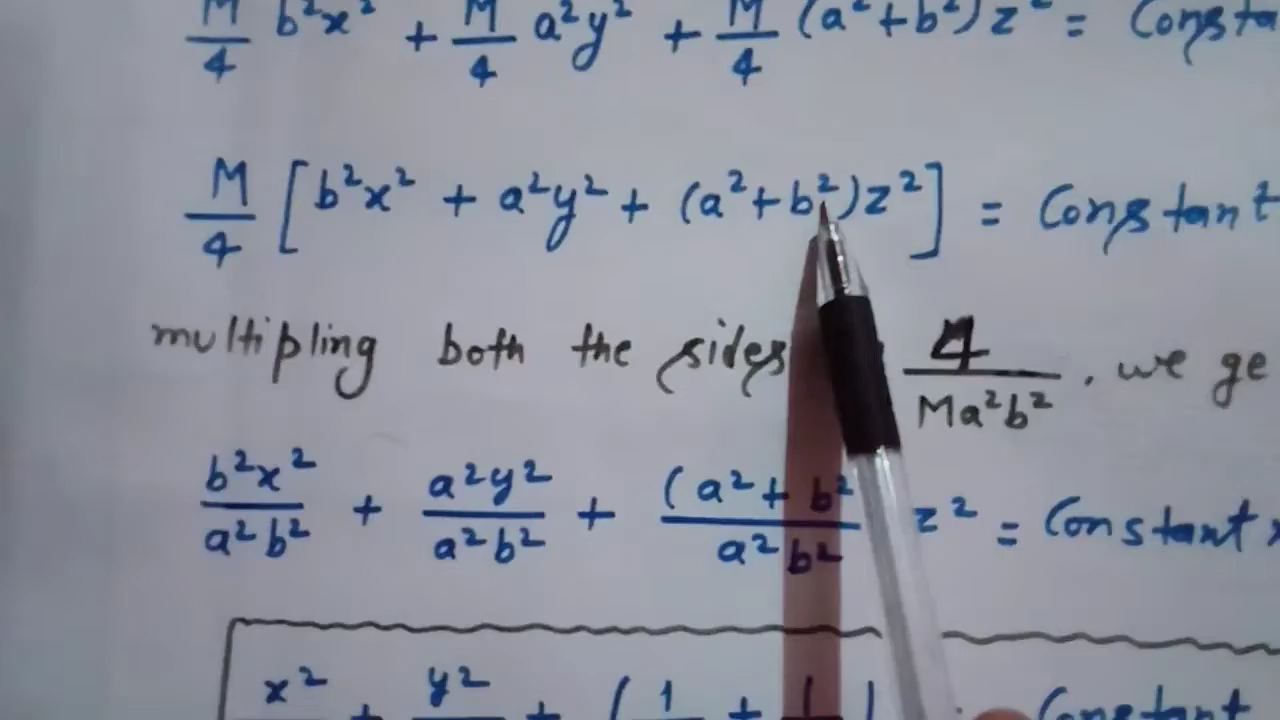 M/4 b²x² + M/4 a²y² + M/4 (a²+b²)z² = Consta
M/4 [b²x² + a²y² + (a²+b²)z²] = Constant
multipling both the sides 4/Ma²b², we ge
b²x²/a²b² + a²y²/a²b² + (a²+b²/a²b² z² = Constant ×
x² + y² + (1 + 1 ) Constant